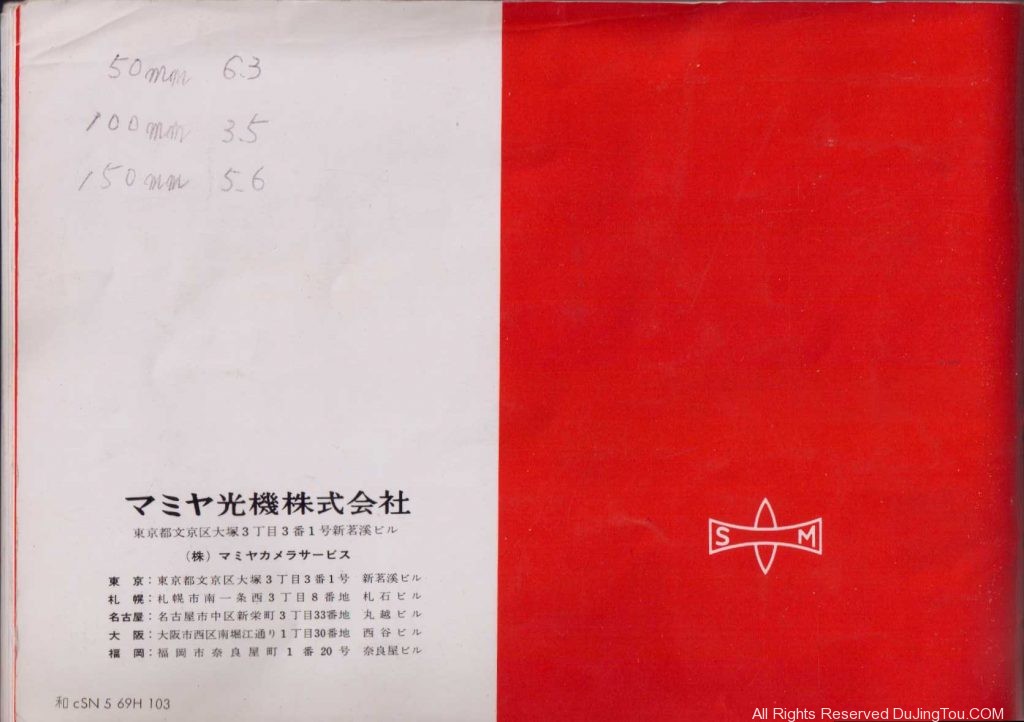 50mm 6.3
100mm 3.5
150mm 5.6
マミヤ光機株式会社
東京都文京区大塚3丁目3番1号新茗溪ビル
(株)マミヤカメラサービス
東京:東京都文京区大塚3丁目3番1号 新茗溪ビル
札幌:札幌市南一条西3丁目8番地 札石ビル
名古屋:名古屋市中区新栄町3丁目33番地 丸越ビル
大阪:大阪市西区南堀江通り1丁目30番地 西谷ビル
福岡:福岡市奈良屋町1番20号 奈良屋ビル
和 cSN 5 69H 103
S M
All Rights Reserved DuJingTou.COM